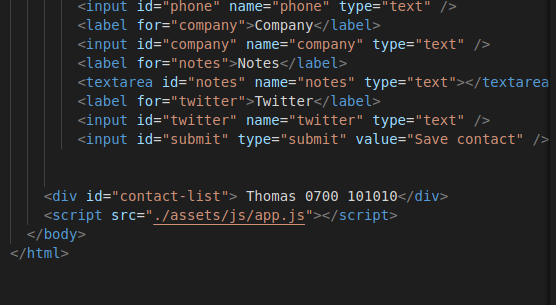 <input id="phone" name="phone" type="text" />
<label for="company">Company</label>
<input id="company" name="company" type="text" />
<label for="notes">Notes</label>
<textarea id="notes" name="notes" type="text"></textarea
<label for="twitter">Twitter</label>
<input id="twitter" name="twitter" type="text" />
<input id="submit" type="submit" value="Save contact" />
<div id="contact-list"> Thomas 0700 101010</div>
<script src="./assets/js/app.js"></script>
</body>
</html>